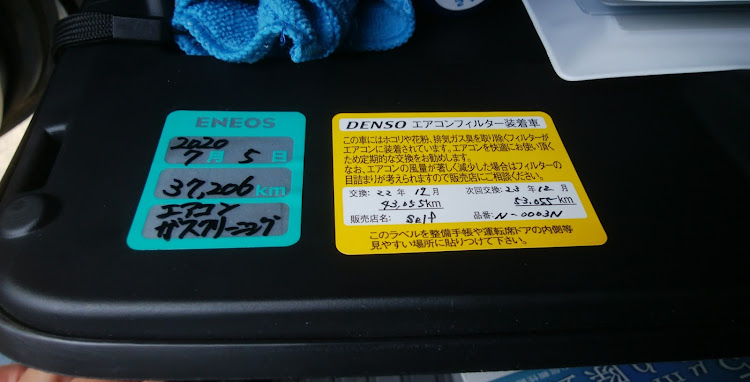 ENEOS
2020
7月 5日
37,206km
エアコン
ガスクリーニング
DENSO エアコンフィルター装着車
この車にはホコリや花粉、排気ガス臭を取り除くフィルターが
エアコンに装着されています。エアコンを快適にお使い頂く
ため定期的な交換をお勧めします。
なお、エアコンの風量が著しく減少した場合はフィルターの
目詰まりが考えられますので販売店にご相談ください。
交換: 22年 12月 次回交換: 23年 12月
43,055km 53,055km
販売店名: Self 品番: N-0003N
このラベルを整備手帳や運転席ドアの内側等
見やすい場所に貼りつけて下さい。